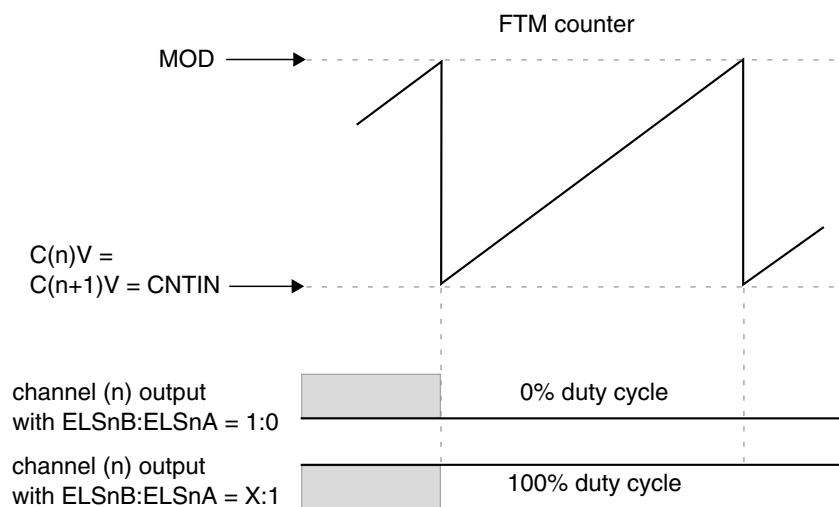 FTM counter
MOD
C(n)V =
C(n+1)V = CNTIN
channel (n) output
with ELSnB:ELSnA = 1:0
0% duty cycle
channel (n) output
with ELSnB:ELSnA = X:1
100% duty cycle